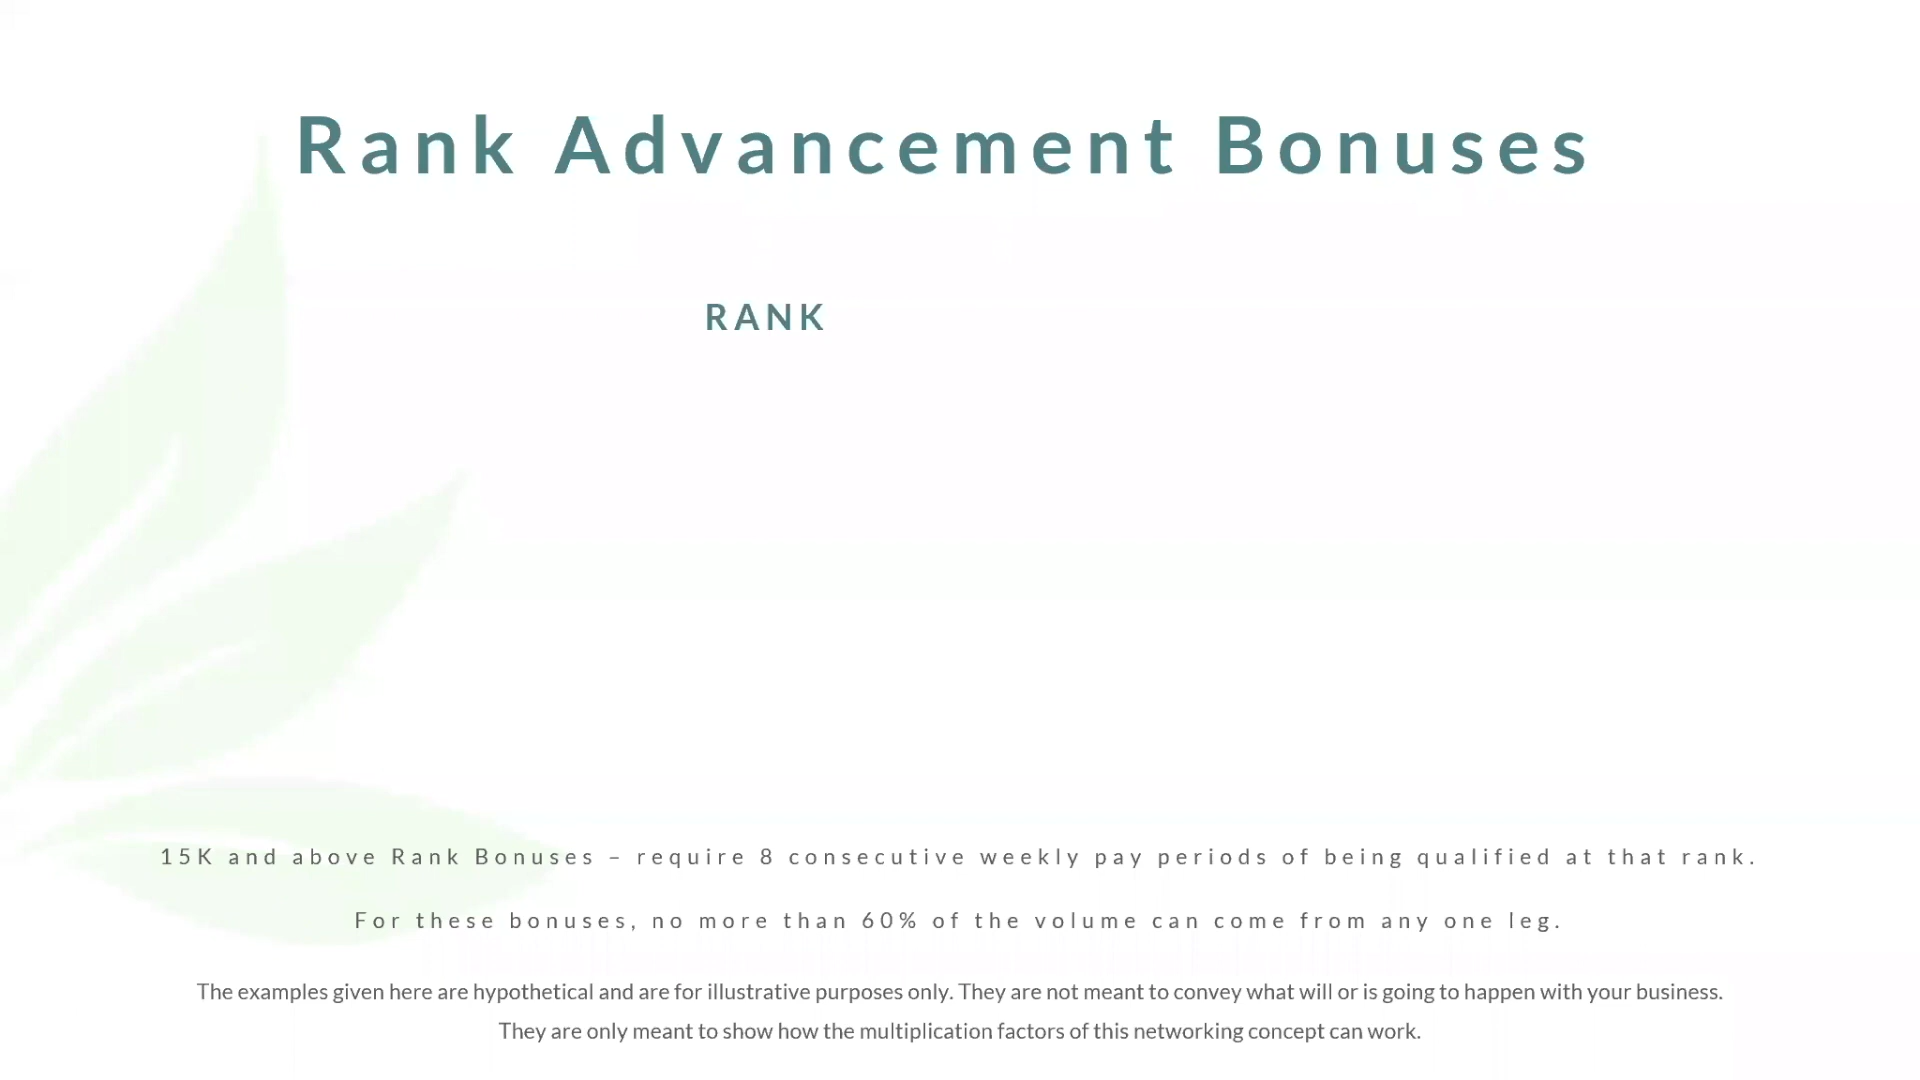 Rank Advancement Bonuses
RANK
15K and above Rank Bonuses – require 8 consecutive weekly pay periods of being qualified at that rank.
For these bonuses, no more than 60% of the volume can come from any one leg.
The examples given here are hypothetical and are for illustrative purposes only. They are not meant to convey what will or is going to happen with your business.
They are only meant to show how the multiplication factors of this networking concept can work.